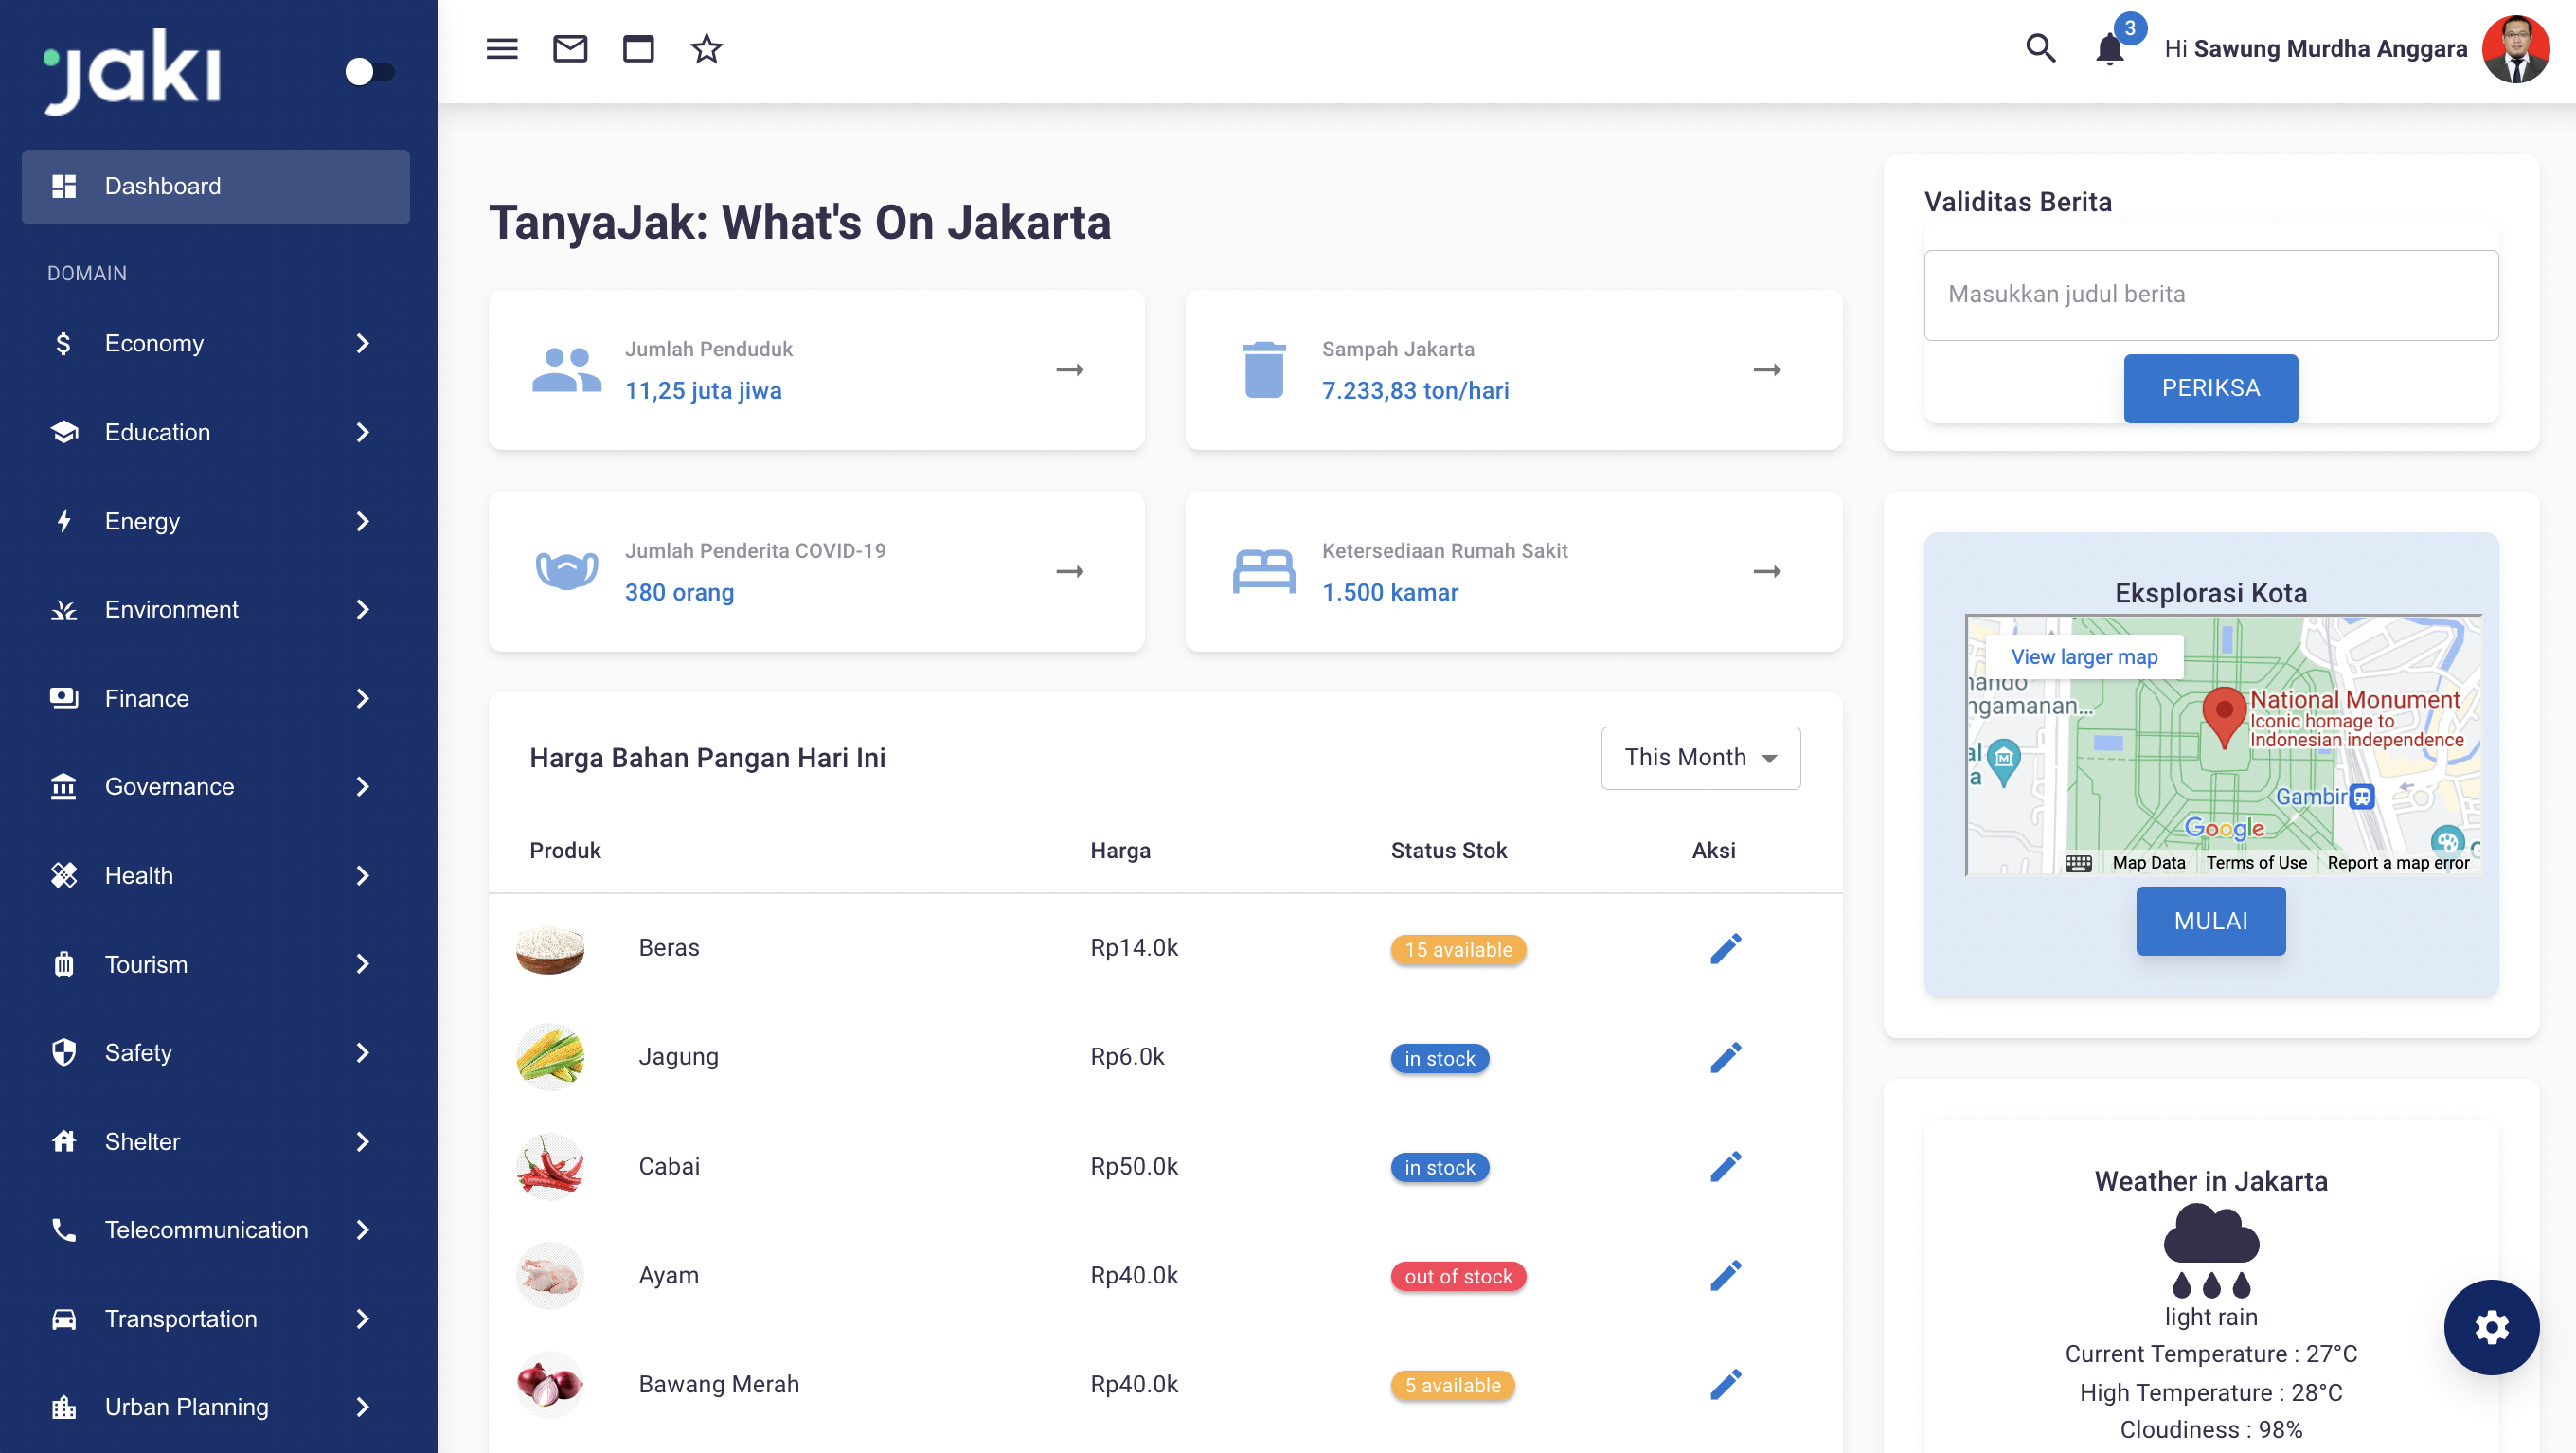 jaki
Dashboard
DOMAIN
Economy
Education
Energy
Environment
Finance
Governance
Health
Tourism
Safety
Shelter
Telecommunication
Transportation
Urban Planning
3
Hi Sawung Murdha Anggara
TanyaJak: What's On Jakarta
Jumlah Penduduk
11,25 juta jiwa
Sampah Jakarta
7.233,83 ton/hari
Jumlah Penderita COVID-19
380 orang
Ketersediaan Rumah Sakit
1.500 kamar
Harga Bahan Pangan Hari Ini
This Month
Produk Harga Status Stok Aksi
Beras Rp14.0k 15 available
Jagung Rp6.0k in stock
Cabai Rp50.0k in stock
Ayam Rp40.0k out of stock
Bawang Merah Rp40.0k 5 available
Validitas Berita
Masukkan judul berita
PERIKSA
Eksplorasi Kota
View larger map
ngamanan...
National Monument
Iconic homage to
Indonesian independence
al
a
Gambir
Google
Map Data Terms of Use Report a map error
MULAI
Weather in Jakarta
light rain
Current Temperature : 27°C
High Temperature : 28°C
Cloudiness : 98%